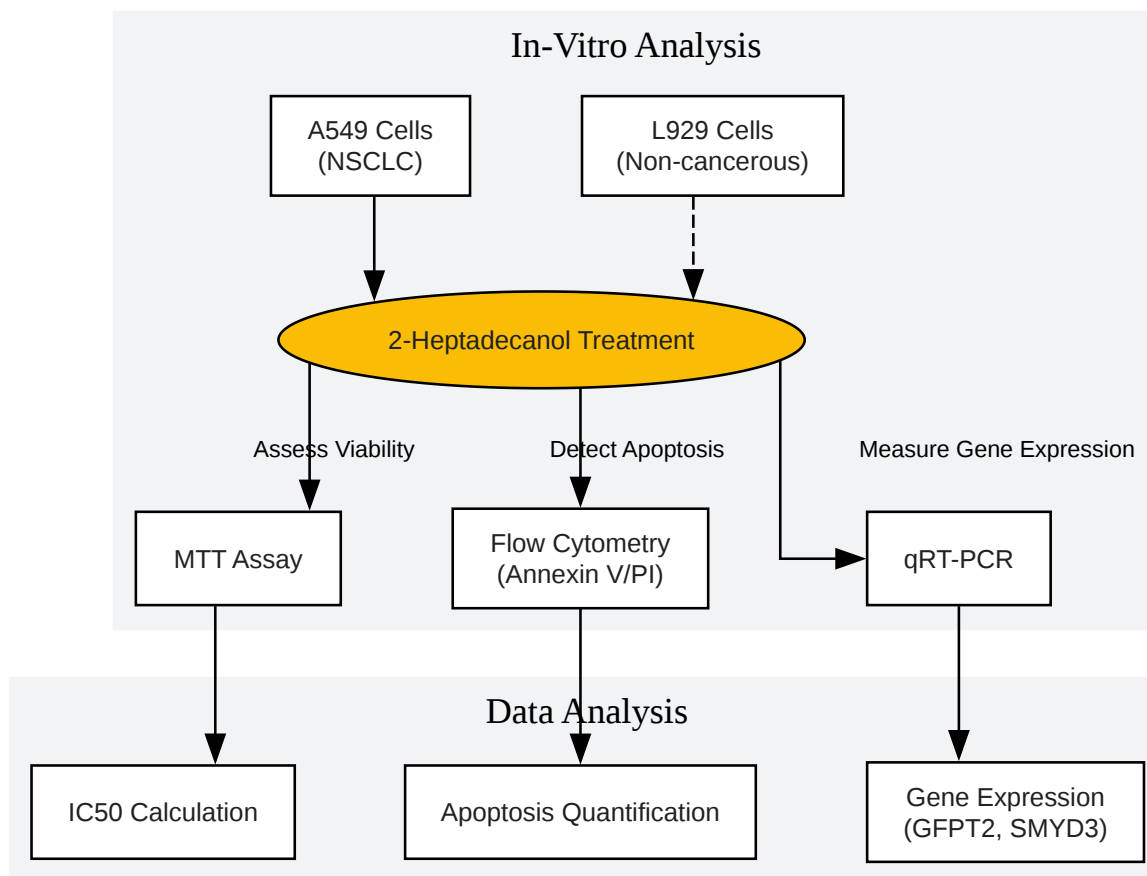 In-Vitro Analysis
A549 Cells
(NSCLC)
L929 Cells
(Non-cancerous)
2-Heptadecanol Treatment
Assess Viability
Detect Apoptosis
Measure Gene Expression
MTT Assay
Flow Cytometry
(Annexin V/PI)
qRT-PCR
Data Analysis
IC50 Calculation
Apoptosis Quantification
Gene Expression
(GFPT2, SMYD3)